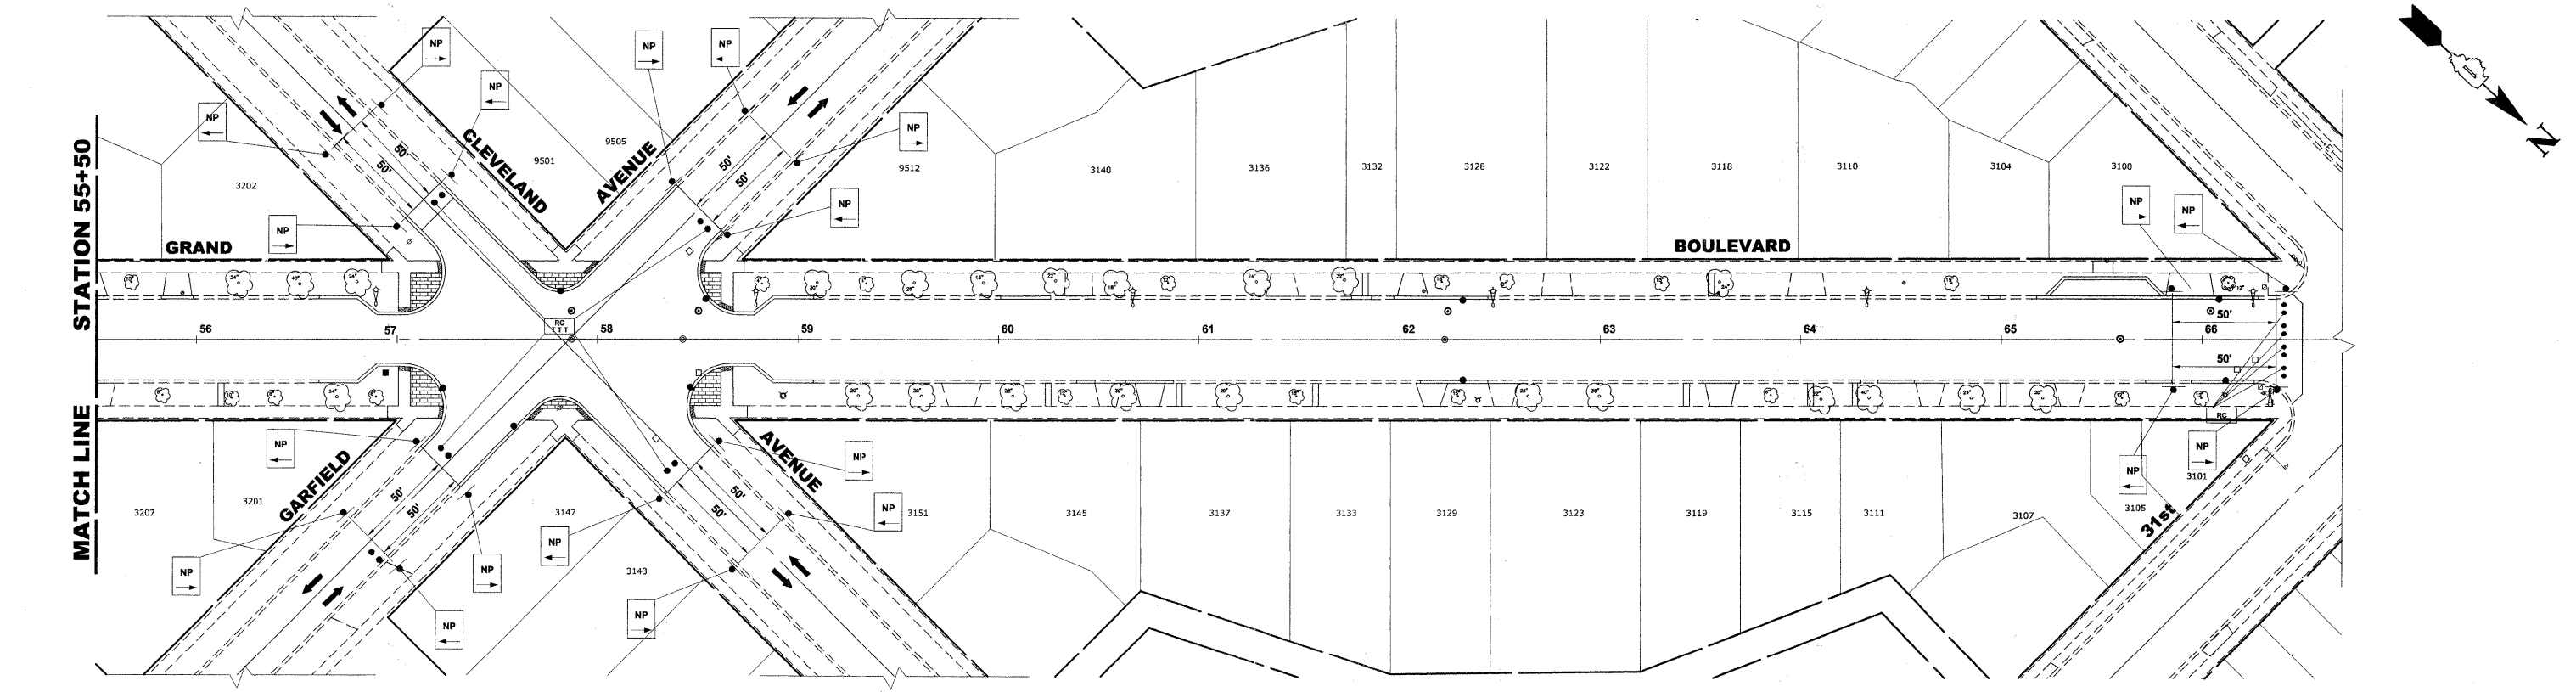 NP
NP
NP
NP
NP
NP
NP
NP
NP
NP
NP
CLEVELAND
AVENUE
9501
9505
9512
3202
3140
3136
3132
3128
3122
3118
3110
3104
3100
50'
50'
50'
50'
STATION 55+50
GRAND
BOULEVARD
N
56
57
58
59
60
61
62
63
64
65
66
RC
T T T
50'
50'
RC
MATCH LINE
GARFIELD
AVENUE
31st
NP
NP
NP
NP
3207
3201
3147
3143
3151
3145
3137
3133
3129
3123
3119
3115
3111
3107
3105
3101
50'
50'
50'
50'
NP
NP
NP
NP
NP
NP